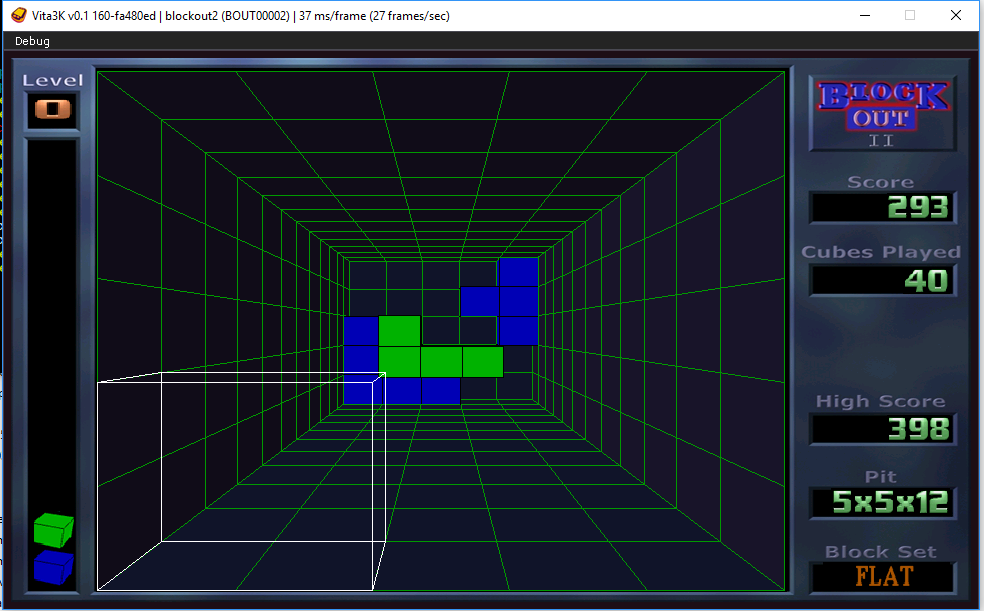 Vita3K v0.1 160-fa480ed | blockout2 (BOUT00002) | 37 ms/frame (27 frames/sec)
Debug
Level
0
BLOCK
OUT
II
Score
293
Cubes Played
40
High Score
398
Pit
5x5x12
Block Set
FLAT